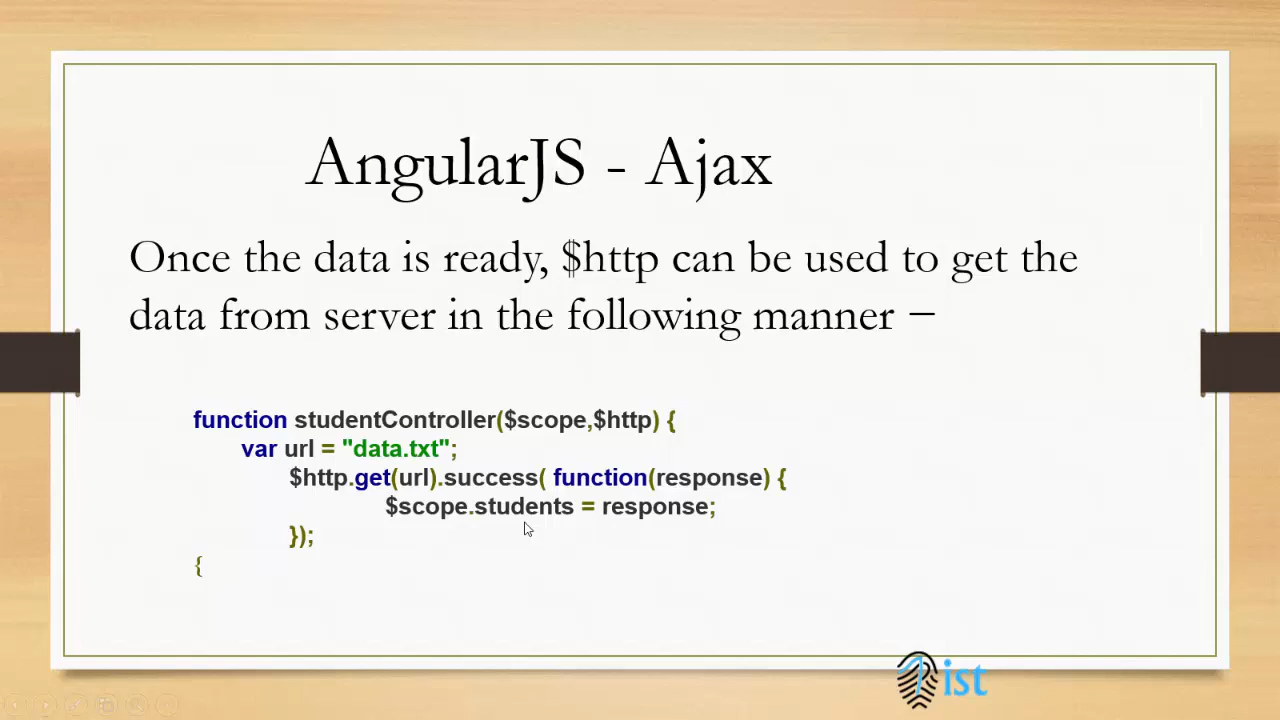 AngularJS - Ajax
Once the data is ready, $http can be used to get the
data from server in the following manner −
function studentController($scope,$http) {
var url = "data.txt";
$http.get(url).success( function(response) {
$scope.students = response;
});
{
1ist